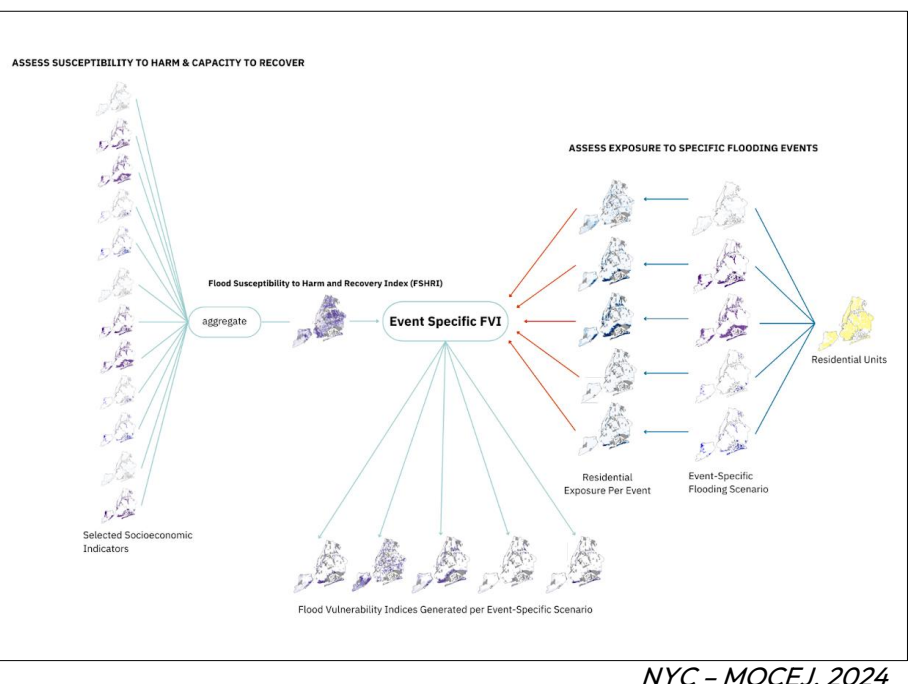 ASSESS SUSCEPTIBILITY TO HARM & CAPACITY TO RECOVER
ASSESS EXPOSURE TO SPECIFIC FLOODING EVENTS
Flood Susceptibility to Harm and Recovery Index (FSHRI)
aggregate
Event Specific FVI
Residential Units
Residential
Exposure Per Event
Event-Specific
Flooding Scenario
Selected Socioeconomic
Indicators
Flood Vulnerability Indices Generated per Event-Specific Scenario
NYC – MOCEJ, 2024